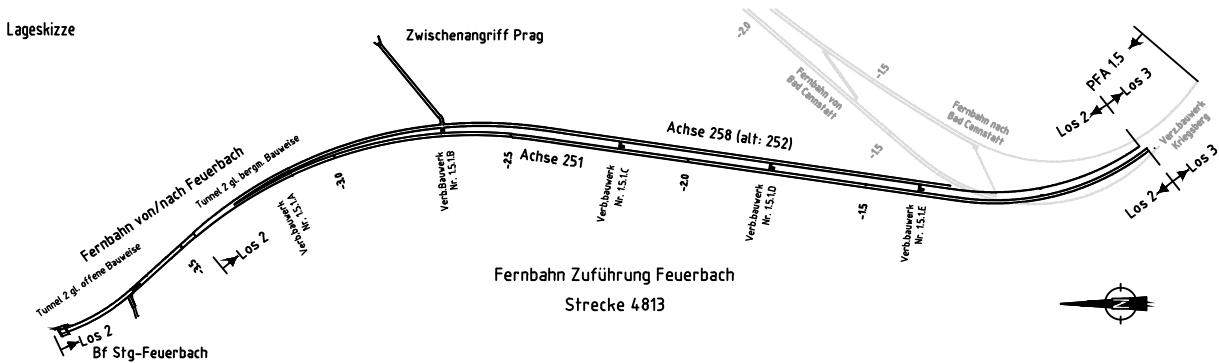 Lageskizze
Zwischenangriff Prag
-2.0
-1.5
Fernbahn von
Bad Cannstatt
Fernbahn nach
Bad Cannstatt
-1.5
PFA 1.5
Los 2
Los 3
Verz.bauwerk
Kriegsberg
Los 2
Los 3
Achse 258 (alt: 252)
Achse 251
Fernbahn von/nach Feuerbach
Tunnel 2 gl. bergm. Bauweise
Tunnel 2 gl. offene Bauweise
-3.5
Los 2
Verb.bauwerk
Nr. 1.5.1.A
-3.0
Verb.Bauwerk
Nr. 1.5.1.B
-2.5
Verb.bauwerk
Nr. 1.5.1.C
-2.0
Verb.bauwerk
Nr. 1.5.1.D
-1.5
Verb.bauwerk
Nr. 1.5.1.E
Fernbahn Zuführung Feuerbach
Strecke 4813
Los 2
Bf Stg-Feuerbach
N